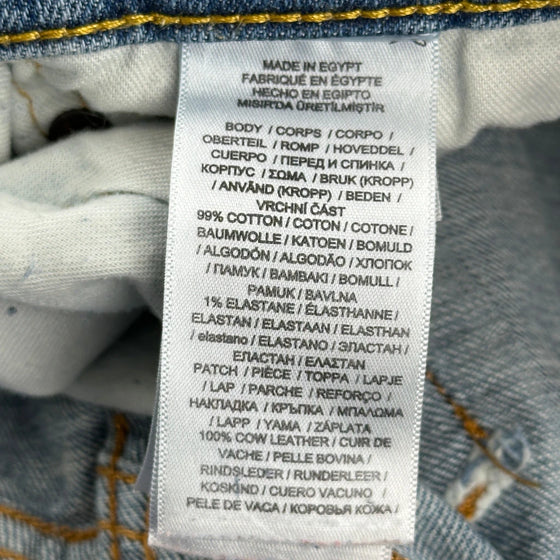 MADE IN EGYPT
FABRIQUÉ EN ÉGYPTE
HECHO EN EGIPTO
MISIR'DA ÜRETİLMİŞTİR
BODY / CORPS / CORPO /
OBERTEIL / ROMP / HOVEDDEL /
CUERPO / ПЕРЕД И СПИНКА /
КОРПУС / ΣΩΜΑ / BRUK (KROPP)
/ ANVÄND (KROPP) / BEDEN /
VRCHNÍ ČÁST
99% COTTON / COTON / COTONE /
BAUMWOLLE / KATOEN / BOMULD
/ ALGODÓN / ALGODÃO / ХЛОПОК
/ ПАМУК / ΒΑΜΒΑΚΙ / BOMULL /
PAMUK / BAVLNA
1% ELASTANE / ÉLASTHANNE /
ELASTAN / ELASTAAN / ELASTHAN
/ elastano / ELASTANO / ЭЛАСТАН /
ЕЛАСТАН / ΕΛΑΣΤΑΝ
PATCH / PIÈCE / TOPPA / LAPJE
/ LAP / PARCHE / REFORÇO /
НАКЛАДКА / КРЪПКА / ΜΠΑΛΩΜΑ
/ LAPP / YAMA / ZÁPLATA
100% COW LEATHER / CUIR DE
VACHE / PELLE BOVINA /
RINDSLEDER / RUNDERLEER /
KOSKIND / CUERO VACUNO /
PELE DE VACA / КОРОВЬЯ КОЖА